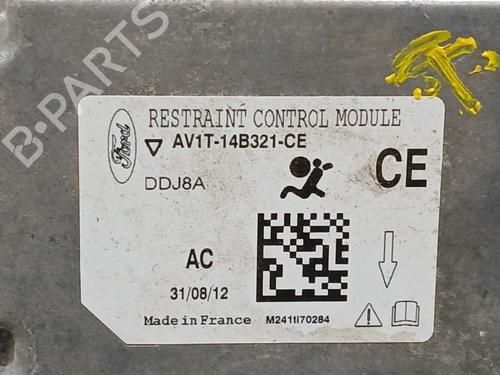 B-PARTS
Ford
RESTRAINT CONTROL MODULE
AV1T-14B321-CE
DDJ8A
CE
AC
31/08/12
Made in France
M2411I70284